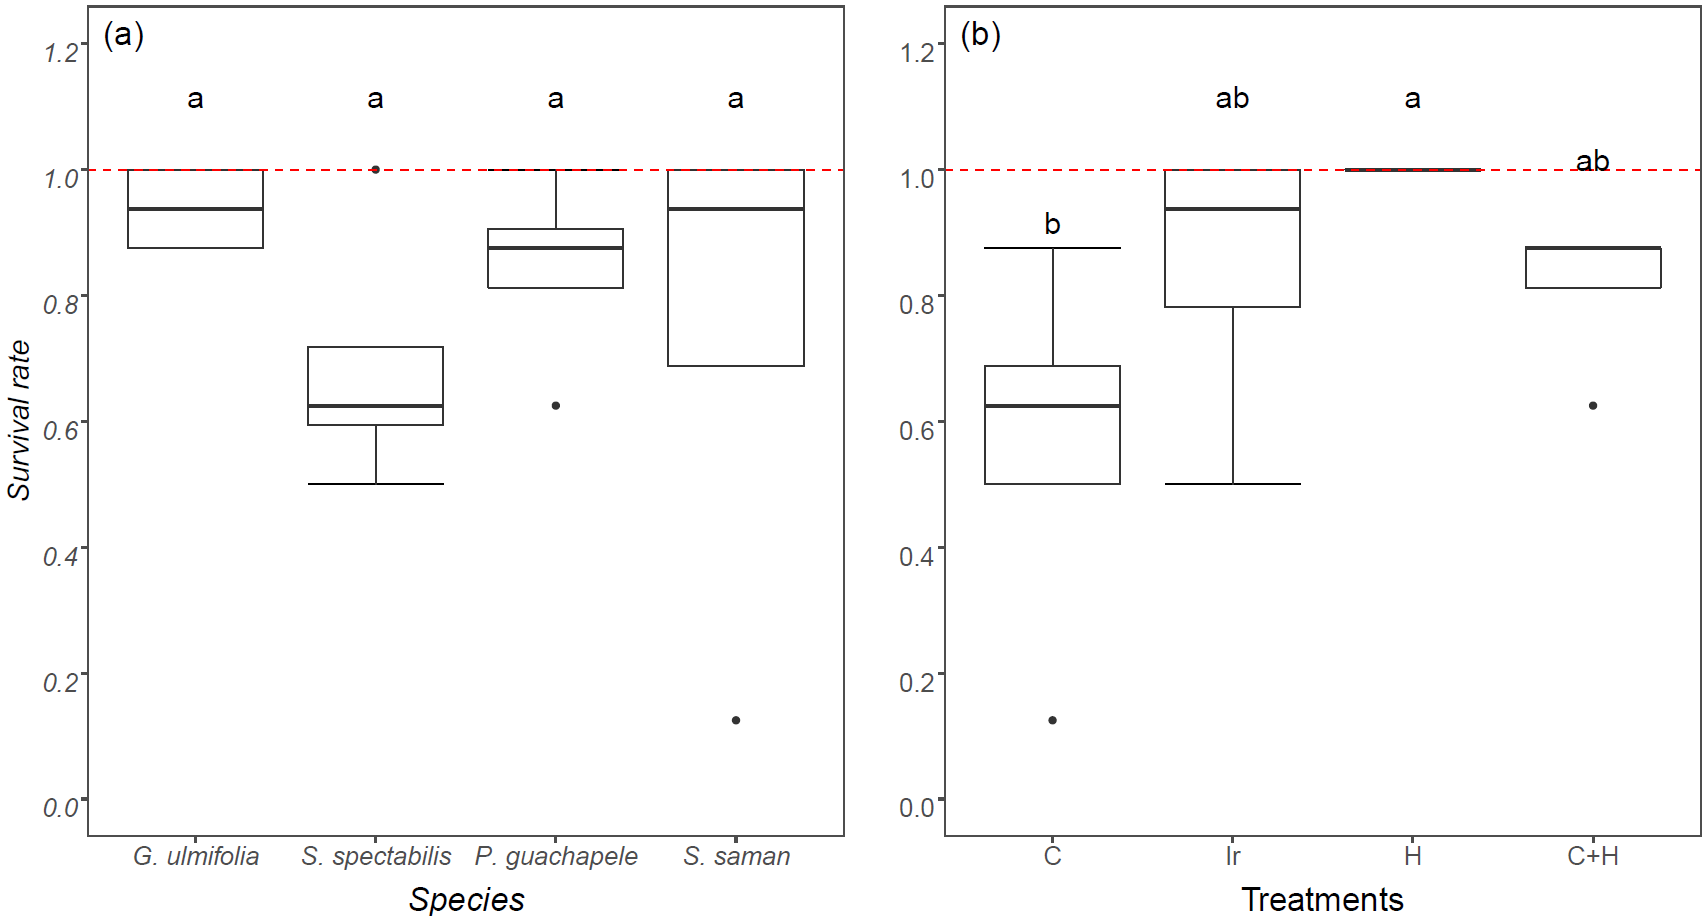 (a)
1.2
1.0
0.8
0.6
0.4
0.2
0.0
Survival rate
a a a a
G. ulmifolia S. spectabilis P. guachapele S. saman
Species
(b)
1.2
1.0
0.8
0.6
0.4
0.2
0.0
b ab a ab
C Ir H C+H
Treatments